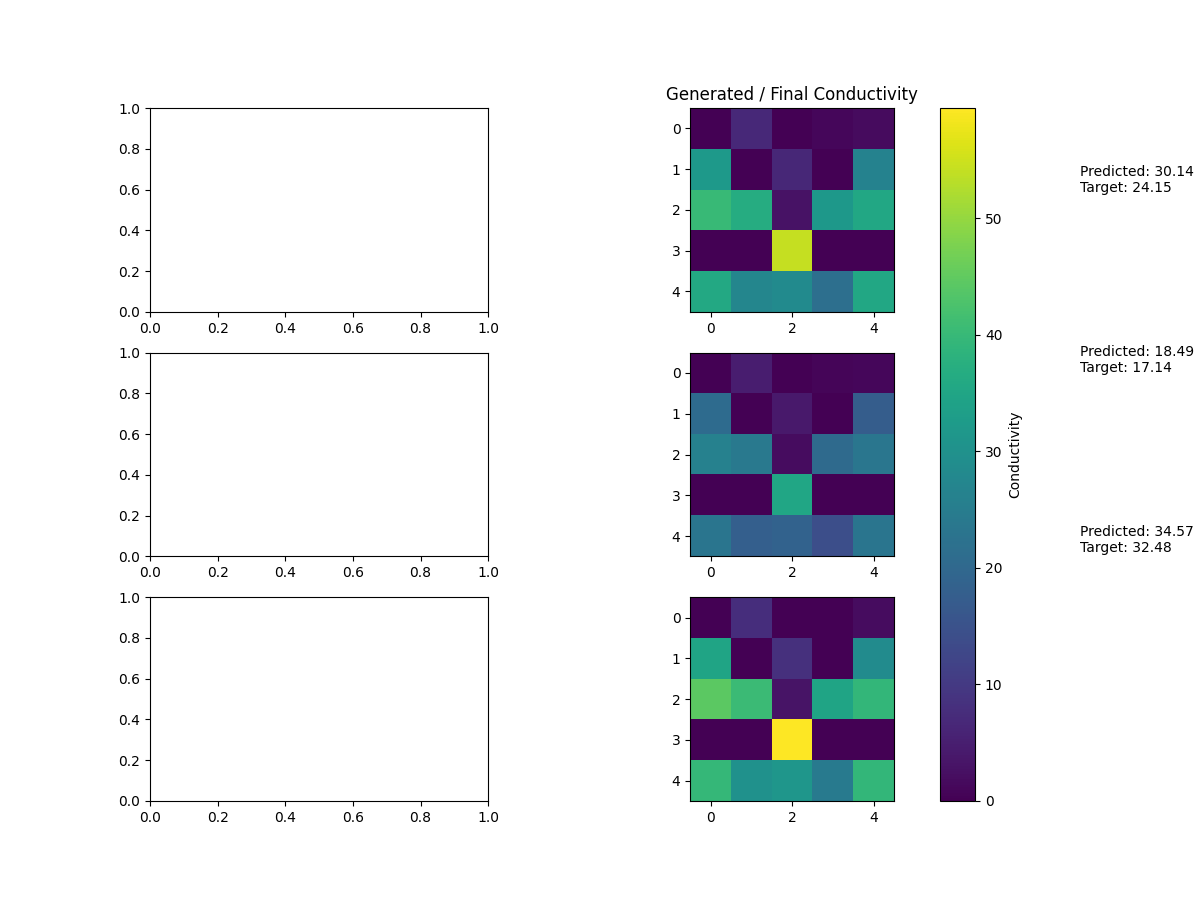 Generated / Final Conductivity
1.0
0.8
0.6
0.4
0.2
0.0
0.0 0.2 0.4 0.6 0.8 1.0
0
1
2
3
4
0 2 4
Predicted: 30.14
Target: 24.15
1.0
0.8
0.6
0.4
0.2
0.0
0.0 0.2 0.4 0.6 0.8 1.0
0
1
2
3
4
0 2 4
Predicted: 18.49
Target: 17.14
1.0
0.8
0.6
0.4
0.2
0.0
0.0 0.2 0.4 0.6 0.8 1.0
0
1
2
3
4
0 2 4
Predicted: 34.57
Target: 32.48
50
40
30
20
10
0
Conductivity